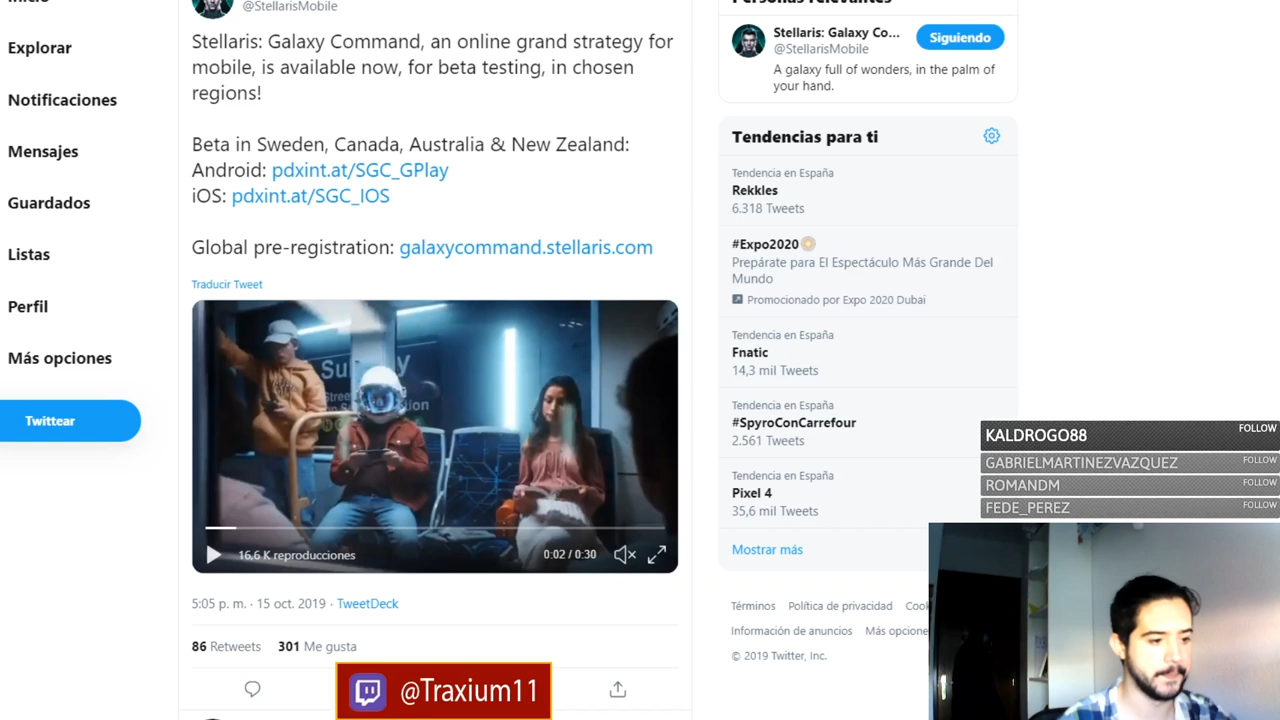 Explorar
Notificaciones
Mensajes
Guardados
Listas
Perfil
Más opciones
Twittear
@StellarisMobile
Stellaris: Galaxy Command, an online grand strategy for
mobile, is available now, for beta testing, in chosen
regions!
Beta in Sweden, Canada, Australia & New Zealand:
Android: pdxint.at/SGC_GPlay
iOS: pdxint.at/SGC_IOS
Global pre-registration: galaxycommand.stellaris.com
Traducir Tweet
16,6 K reproducciones
0:02 / 0:30
5:05 p. m. · 15 oct. 2019 · TweetDeck
86 Retweets 301 Me gusta
@Traxium11
Stellaris: Galaxy Co...
@StellarisMobile
Siguiendo
A galaxy full of wonders, in the palm of
your hand.
Tendencias para ti
Tendencia en España
Rekkles
6.318 Tweets
#Expo2020
Prepárate para El Espectáculo Más Grande Del
Mundo
Promocionado por Expo 2020 Dubai
Tendencia en España
Fnatic
14,3 mil Tweets
Tendencia en España
#SpyroConCarrefour
2.561 Tweets
Tendencia en España
Pixel 4
35,6 mil Tweets
Mostrar más
Términos Política de privacidad Cook
Información de anuncios Más opcione
© 2019 Twitter, Inc.
KALDROGO88 FOLLOW
GABRIELMARTINEZVAZQUEZ FOLLOW
ROMANDM FOLLOW
FEDE_PEREZ FOLLOW